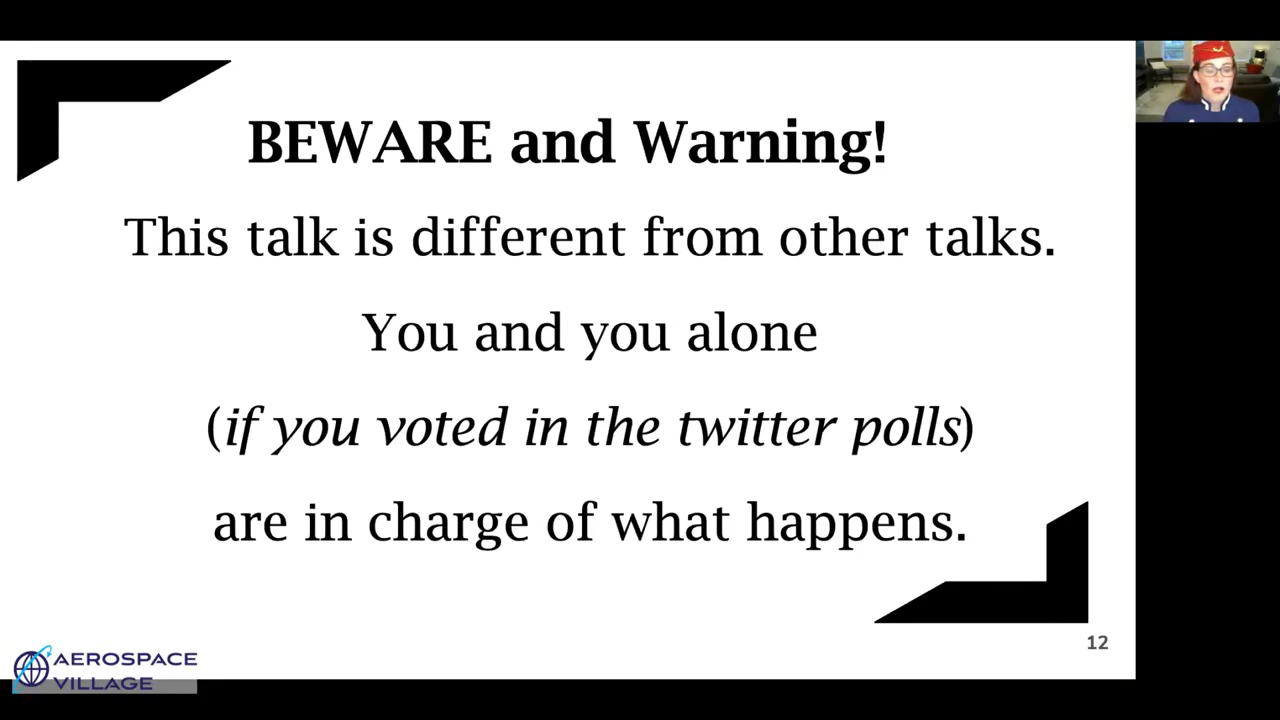 BEWARE and Warning!
This talk is different from other talks.
You and you alone
(if you voted in the twitter polls)
are in charge of what happens.
12
AEROSPACE
VILLAGE